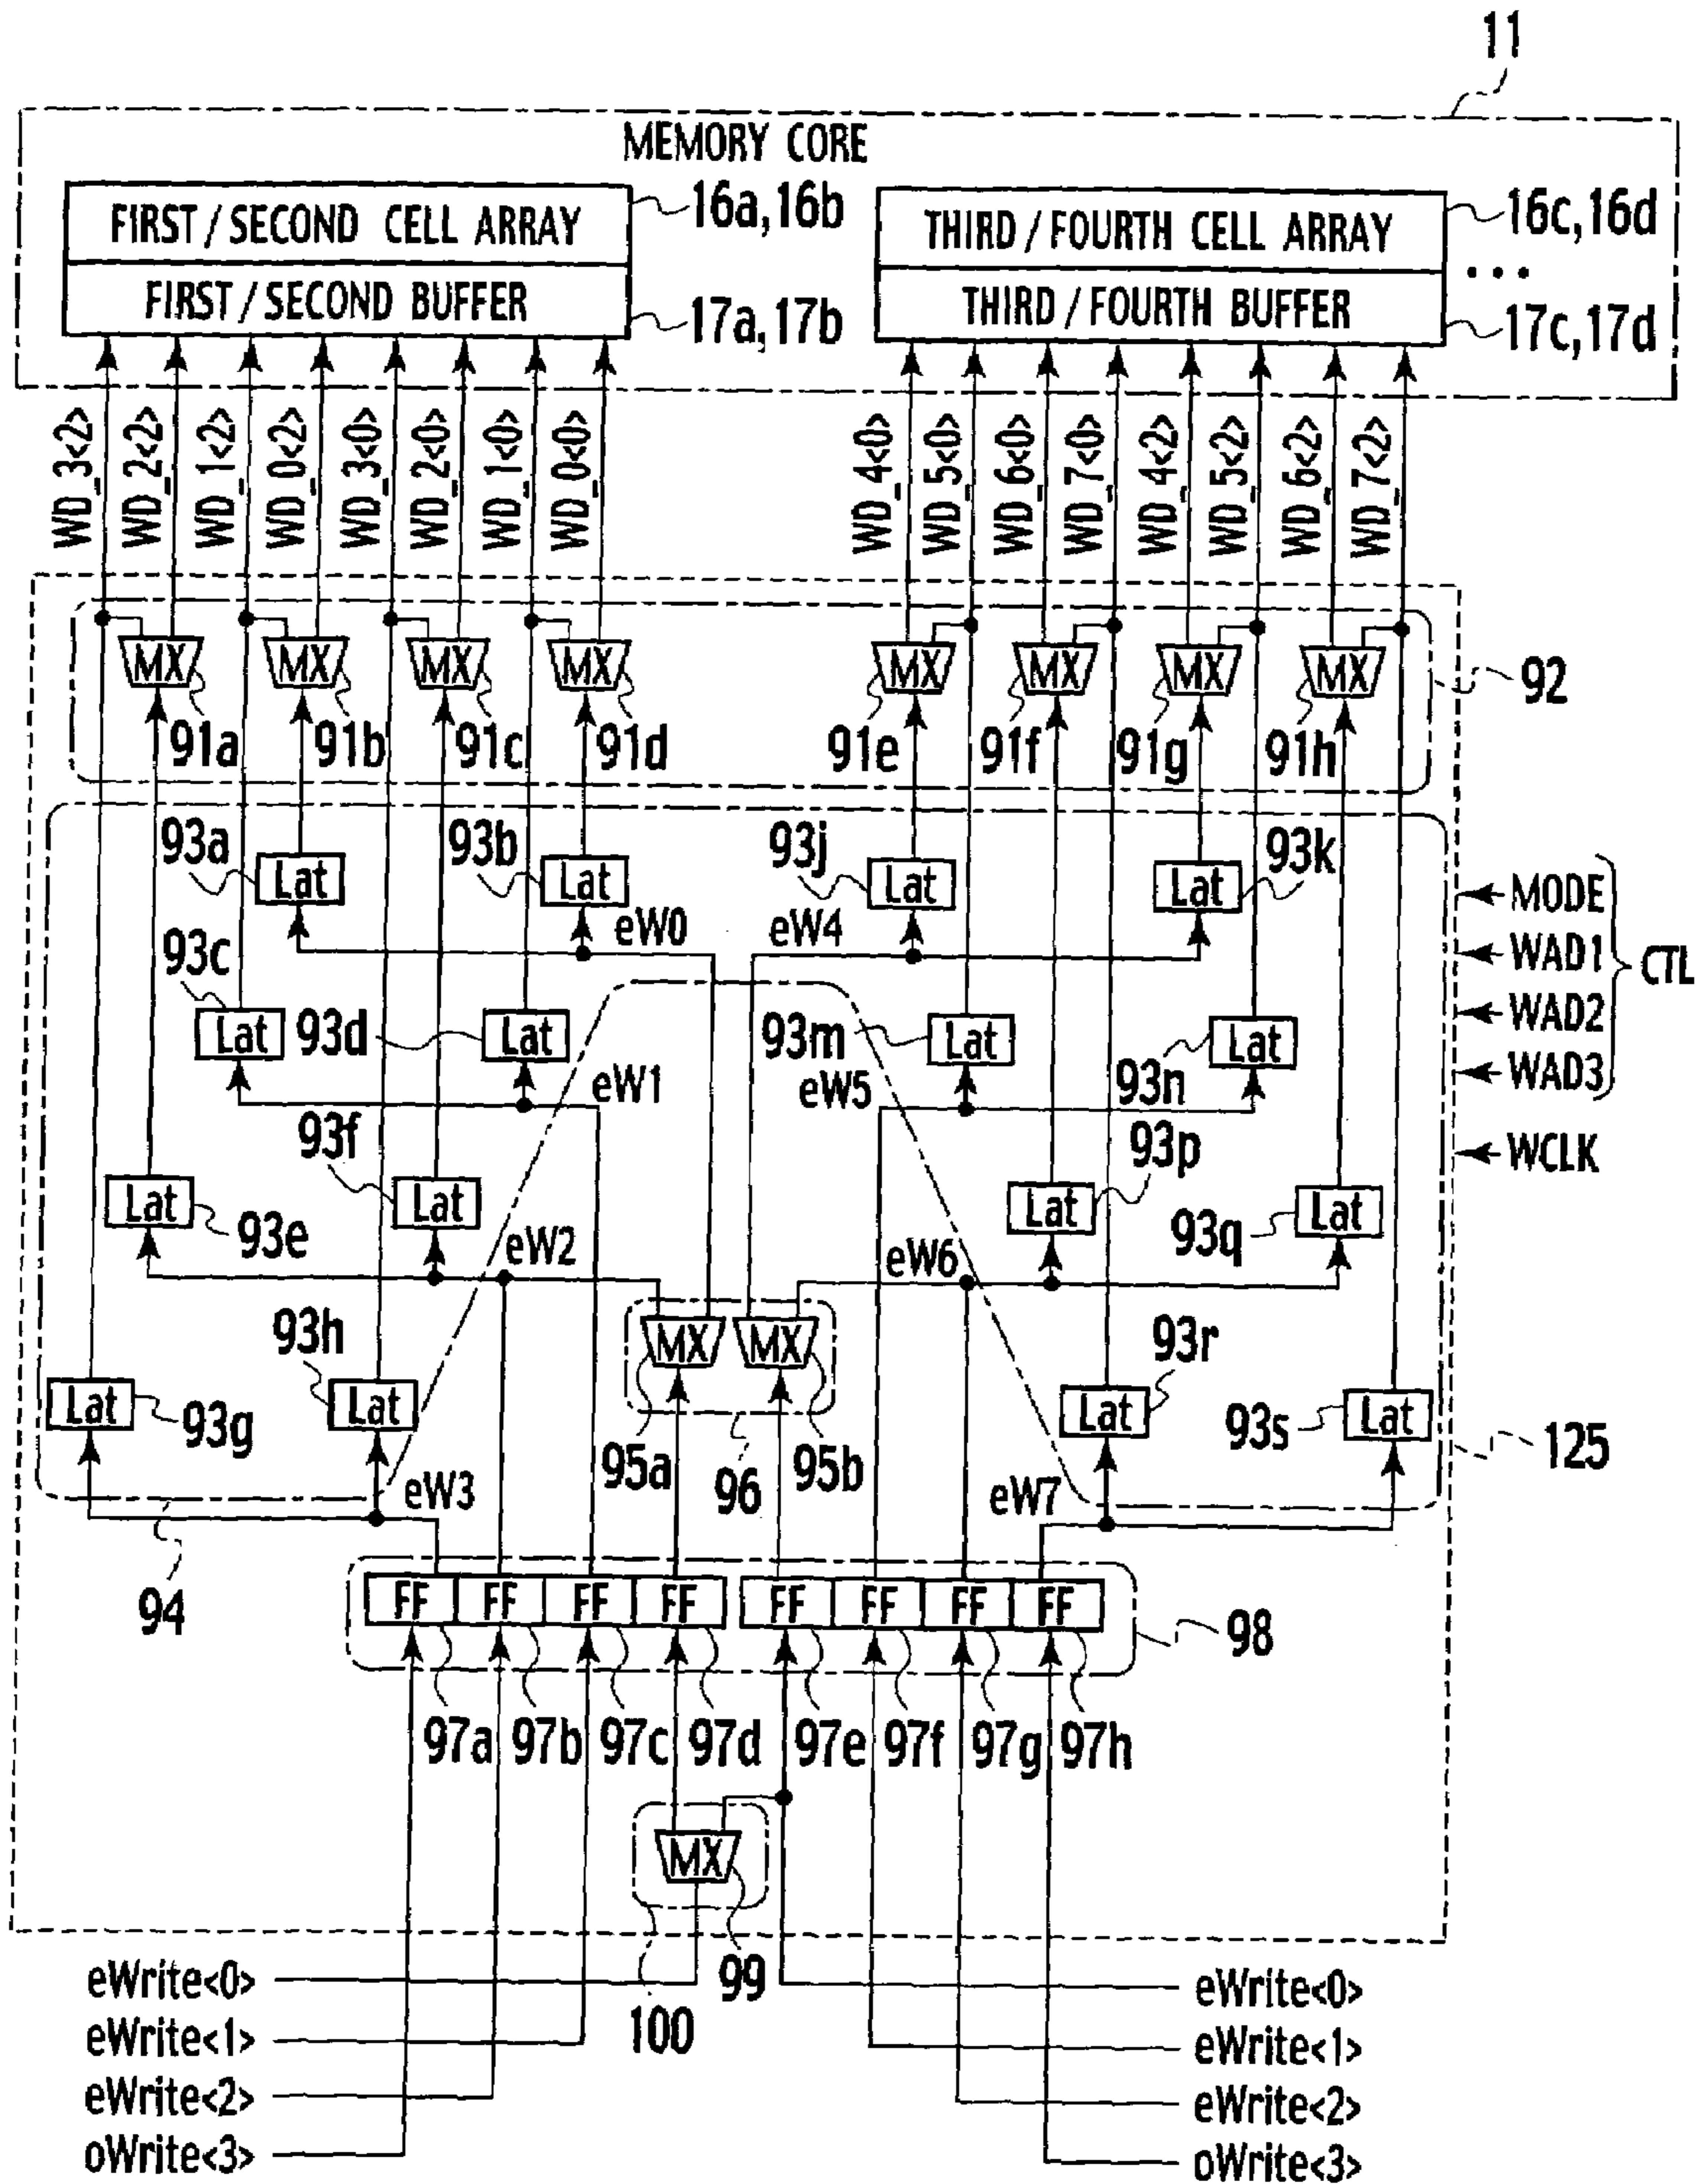 11
MEMORY CORE
FIRST / SECOND CELL ARRAY
16a, 16b
THIRD / FOURTH CELL ARRAY
16c, 16d
FIRST / SECOND BUFFER
17a, 17b
THIRD / FOURTH BUFFER
17c, 17d
...
WD_3<2>
WD_2<2>
WD_1<2>
WD_0<2>
WD_3<0>
WD_2<0>
WD_1<0>
WD_0<0>
WD_4<0>
WD_5<0>
WD_6<0>
WD_7<0>
WD_4<2>
WD_5<2>
WD_6<2>
WD_7<2>
MX
MX
MX
MX
MX
MX
MX
MX
92
91a
91b
91c
91d
91e
91f
91g
91h
93a
Lat
93b
Lat
93j
Lat
Lat
93k
MODE
WAD1
WAD2
WAD3
CTL
WCLK
eW0
eW4
93c
Lat
93d
Lat
93m
Lat
93n
Lat
eW1
eW5
93f
93p
Lat
93e
Lat
Lat
93q
Lat
eW2
eW6
93h
MX
MX
93r
Lat
93g
Lat
Lat
93s
Lat
95a
96
95b
125
eW3
eW7
94
FF
FF
FF
FF
FF
FF
FF
FF
98
97a
97b
97c
97d
97e
97f
97g
97h
MX
99
100
eWrite<0>
eWrite<1>
eWrite<2>
oWrite<3>
eWrite<0>
eWrite<1>
eWrite<2>
oWrite<3>